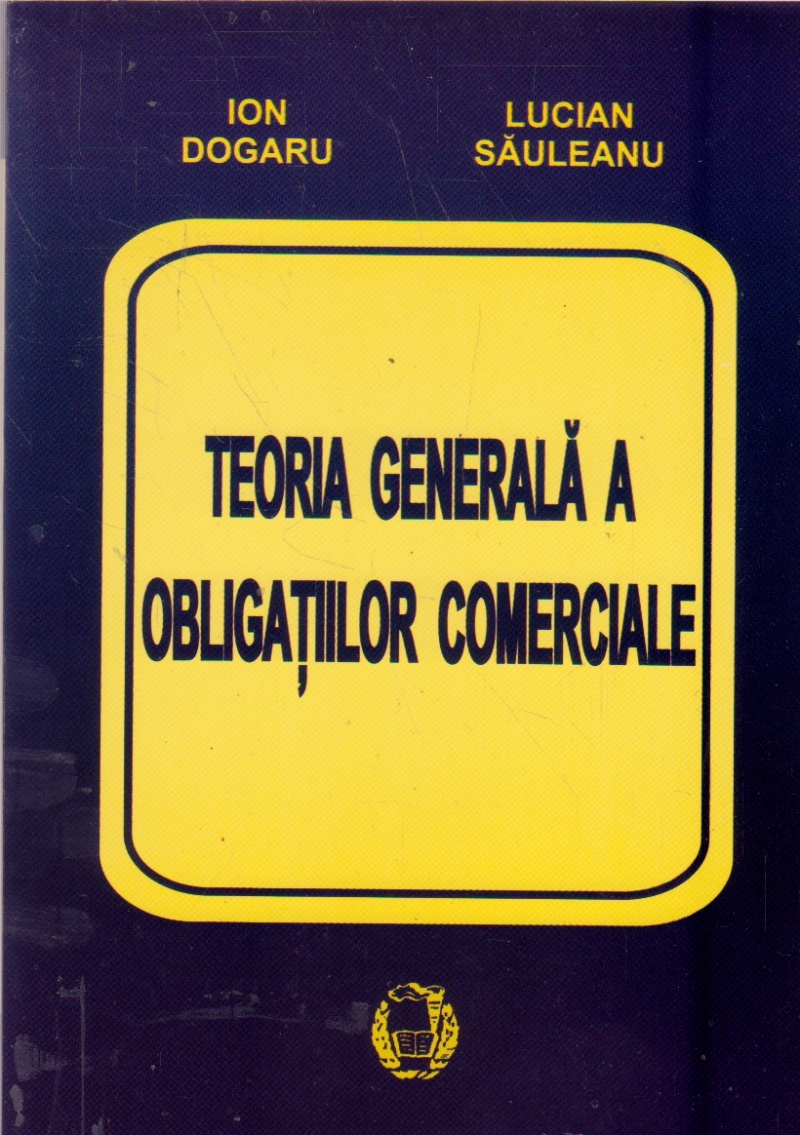 ION
DOGARU
LUCIAN
SĂULEANU
TEORIA GENERALĂ A
OBLIGAȚIILOR COMERCIALE